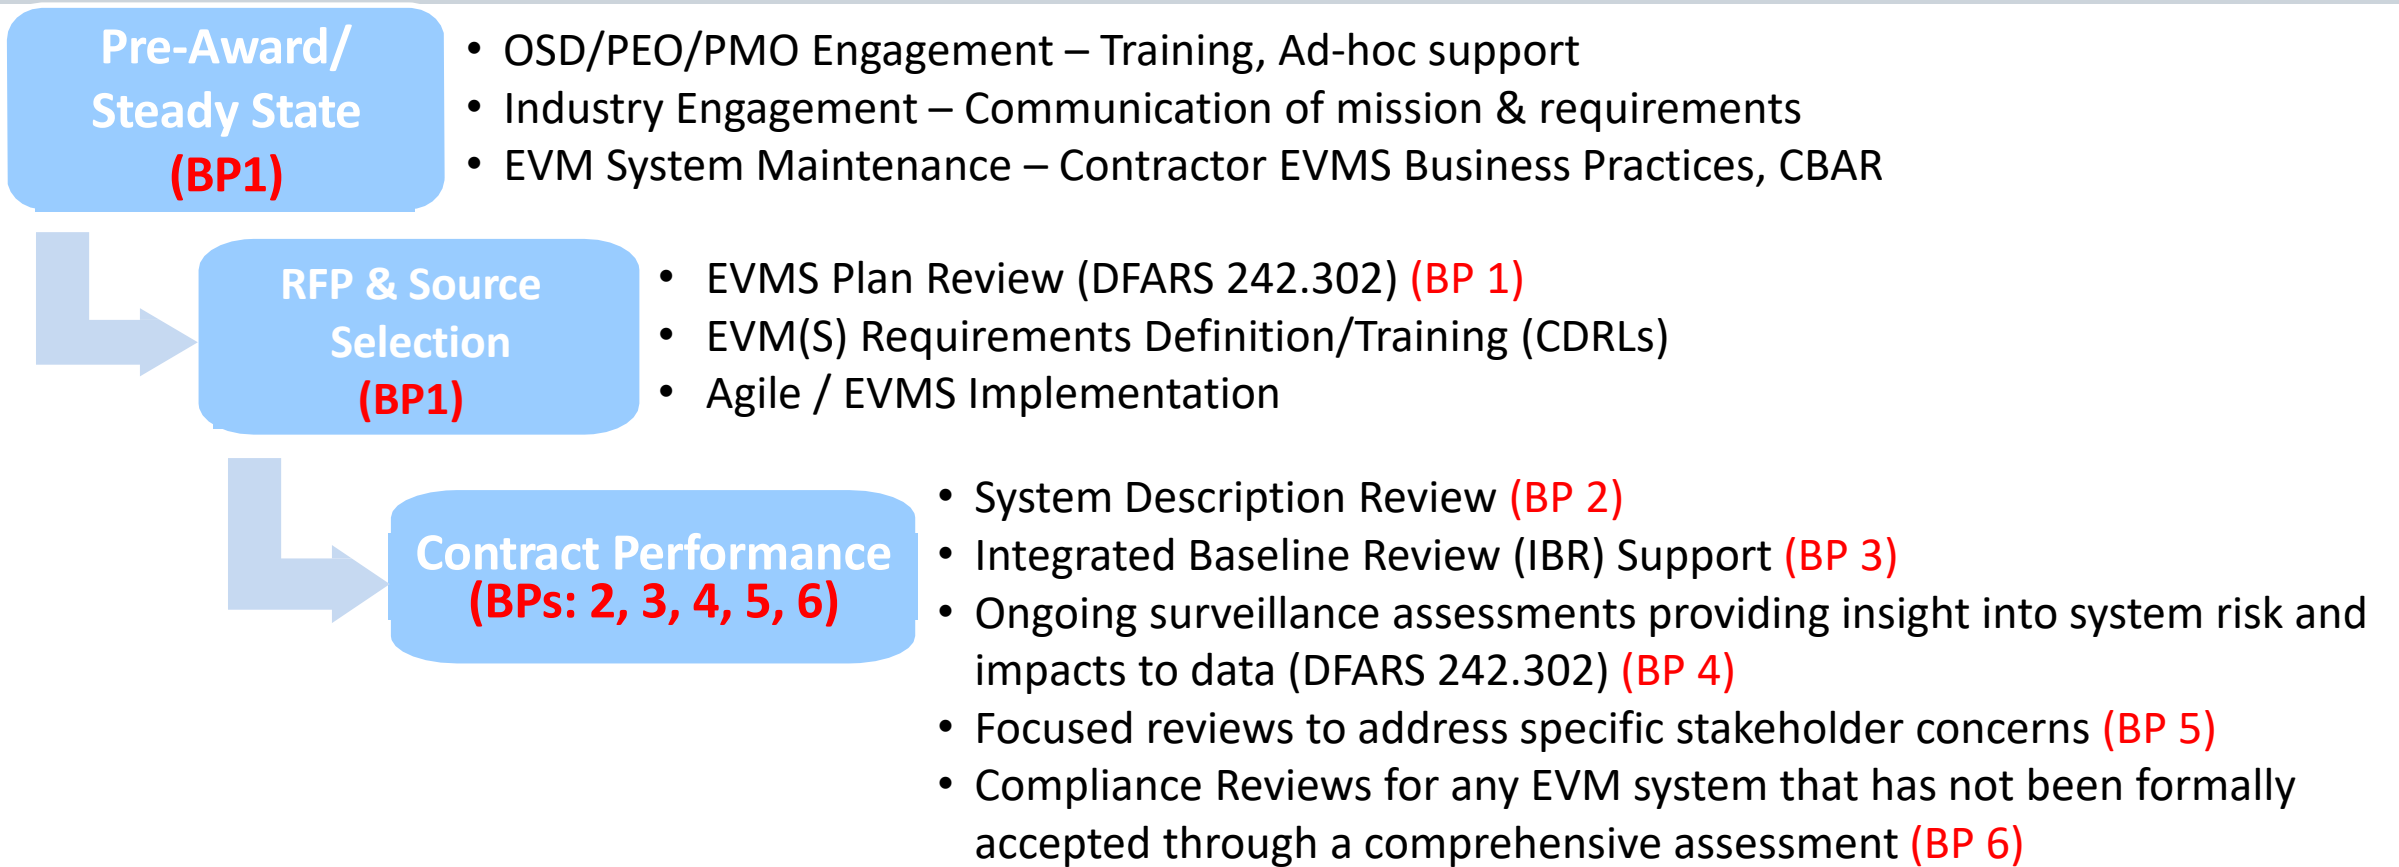 Pre-Award/
Steady State
(BP1)
• OSD/PEO/PMO Engagement – Training, Ad-hoc support
• Industry Engagement – Communication of mission & requirements
• EVM System Maintenance – Contractor EVMS Business Practices, CBAR
RFP & Source
Selection
(BP1)
• EVMS Plan Review (DFARS 242.302) (BP 1)
• EVM(S) Requirements Definition/Training (CDRLs)
• Agile / EVMS Implementation
Contract Performance
(BPs: 2, 3, 4, 5, 6)
• System Description Review (BP 2)
• Integrated Baseline Review (IBR) Support (BP 3)
• Ongoing surveillance assessments providing insight into system risk and
impacts to data (DFARS 242.302) (BP 4)
• Focused reviews to address specific stakeholder concerns (BP 5)
• Compliance Reviews for any EVM system that has not been formally
accepted through a comprehensive assessment (BP 6)